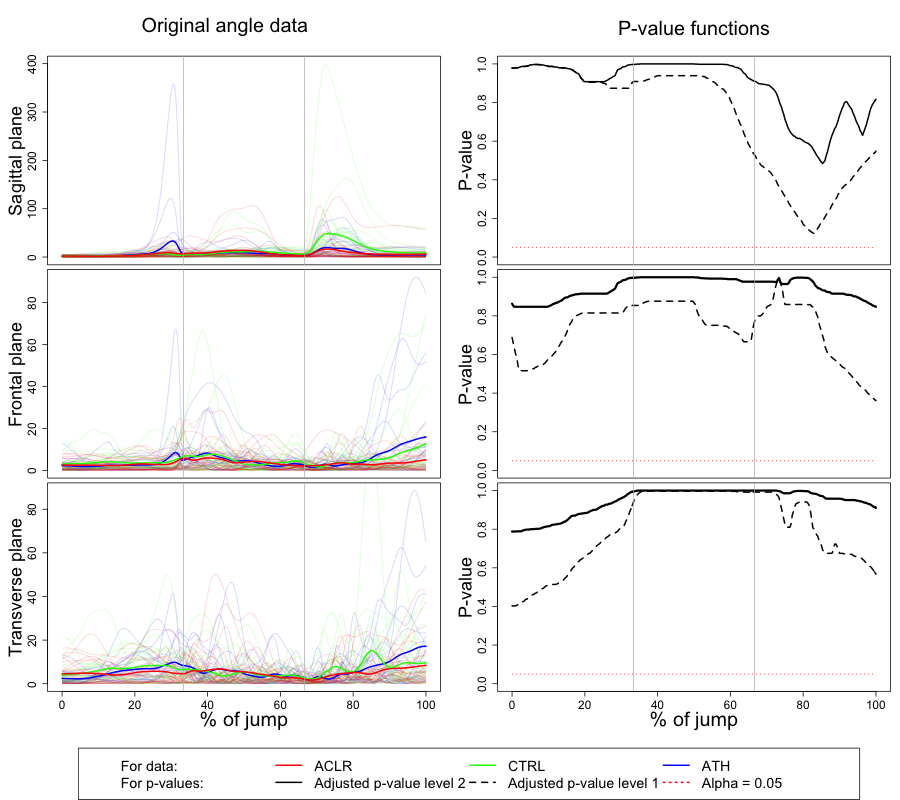 Original angle data
P-value functions
Sagittal plane
0 100 200 300 400
P-value
0.0 0.2 0.4 0.6 0.8 1.0
Frontal plane
0 20 40 60 80
P-value
0.0 0.2 0.4 0.6 0.8 1.0
Transverse plane
0 20 40 60 80
P-value
0.0 0.2 0.4 0.6 0.8 1.0
0 20 40 60 80 100
0 20 40 60 80 100
% of jump
% of jump
For data: ACLR CTRL ATH
For p-values: Adjusted p-value level 2 Adjusted p-value level 1 Alpha = 0.05